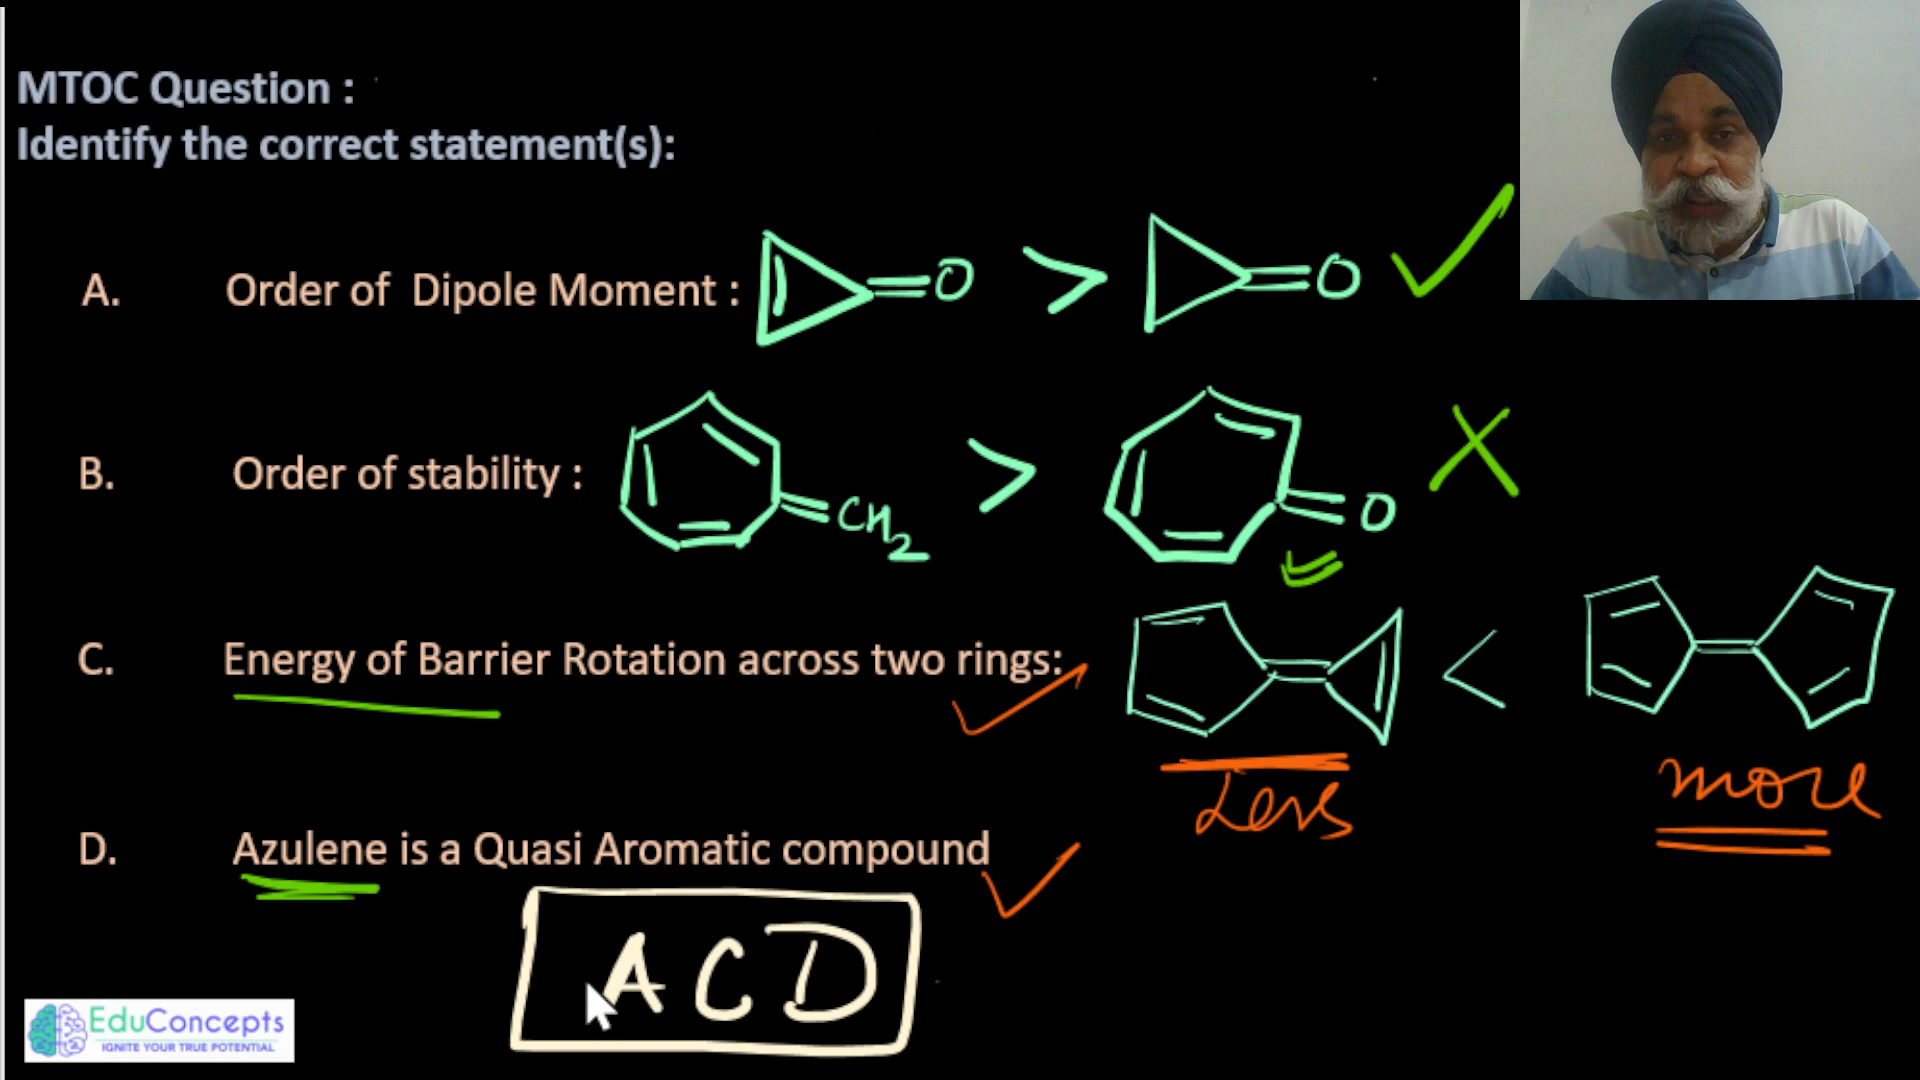 MTOC Question :
Identify the correct statement(s):
A. Order of Dipole Moment : =O > =O
B. Order of stability : =CH2 > =O
C. Energy of Barrier Rotation across two rings: <
Less more
D. Azulene is a Quasi Aromatic compound
A C D
EduConcepts
IGNITE YOUR TRUE POTENTIAL